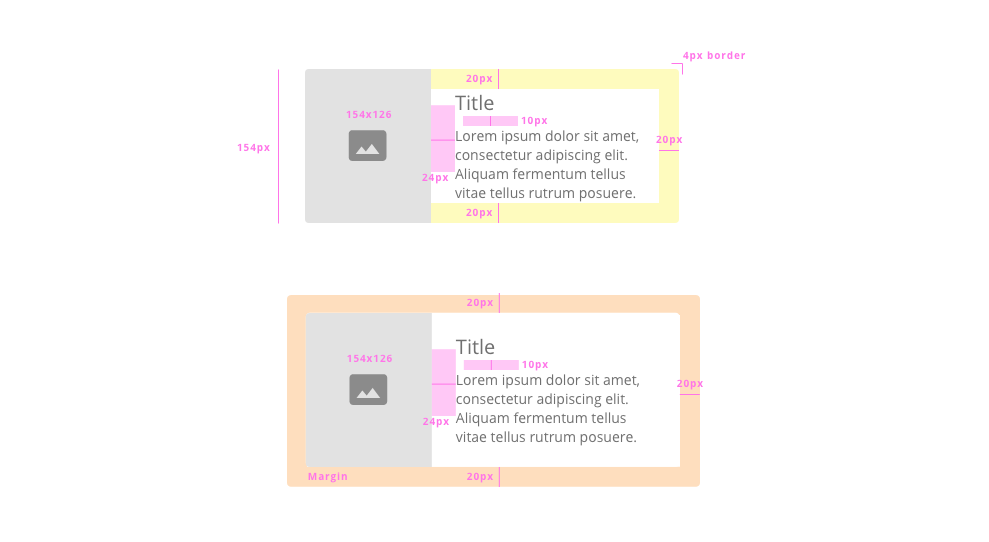 4px border
20px
Title
154x126
10px
Lorem ipsum dolor sit amet,
20px
154px
consectetur adipiscing elit.
Aliquam fermentum tellus
24px
vitae tellus rutrum posuere.
20px
20px
Title
154x126
10px
Lorem ipsum dolor sit amet,
20px
consectetur adipiscing elit.
Aliquam fermentum tellus
24px
vitae tellus rutrum posuere.
Margin
20px